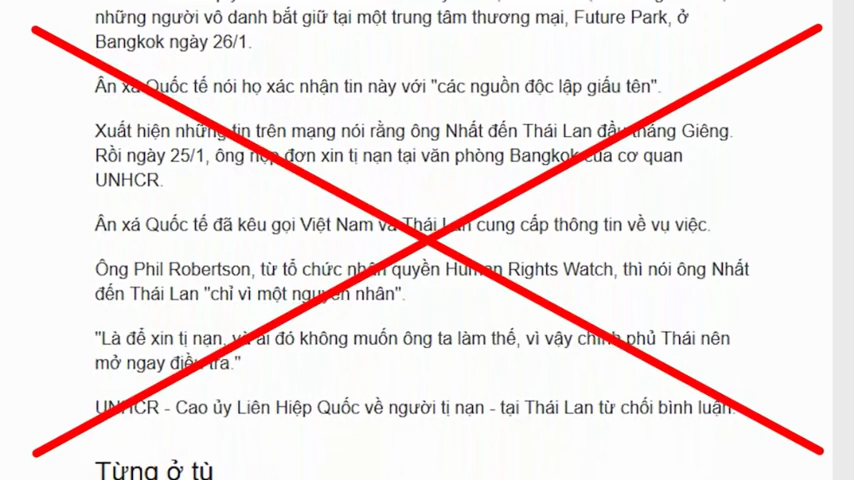 những người vô danh bắt giữ tại một trung tâm thương mại, Future Park, ở
Bangkok ngày 26/1.
Ân xá Quốc tế nói họ xác nhận tin này với "các nguồn độc lập giấu tên".
Xuất hiện những tin trên mạng nói rằng ông Nhất đến Thái Lan đầu tháng Giêng.
Rồi ngày 25/1, ông nộp đơn xin tị nạn tại văn phòng Bangkok của cơ quan
UNHCR.
Ân xá Quốc tế đã kêu gọi Việt Nam và Thái Lan cung cấp thông tin về vụ việc.
Ông Phil Robertson, từ tổ chức nhân quyền Human Rights Watch, thì nói ông Nhất
đến Thái Lan "chỉ vì một nguyên nhân".
"Là để xin tị nạn, và ai đó không muốn ông ta làm thế, vì vậy chính phủ Thái nên
mở ngay điều tra."
UNHCR - Cao ủy Liên Hiệp Quốc về người tị nạn - tại Thái Lan từ chối bình luận.
Từng ở tù